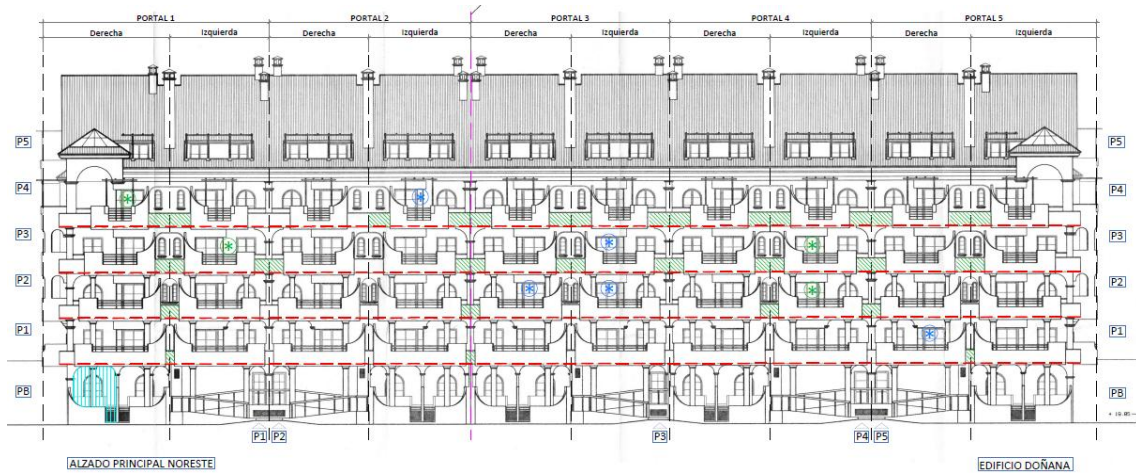 PORTAL 1 PORTAL 2 PORTAL 3 PORTAL 4 PORTAL 5
Derecha Izquierda Derecha Izquierda Derecha Izquierda Derecha Izquierda Derecha Izquierda
P5 P5
P4 P4
P3 P3
P2 P2
P1 P1
PB PB
P1 P2 P3 P4 P5
ALZADO PRINCIPAL NORESTE EDIFICIO DOÑANA